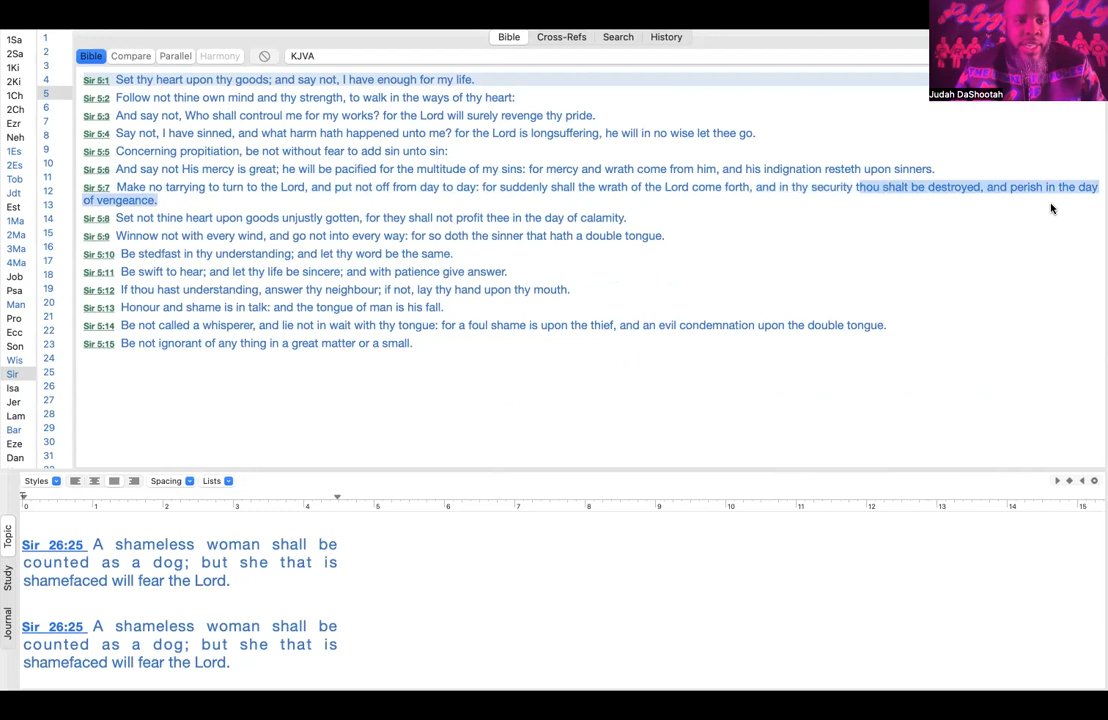 Bible Cross-Refs Search History
Bible Compare Parallel Harmony KJVA
Judah DaShootah
1Sa
2Sa
1Ki
2Ki
1Ch
2Ch
Ezr
Neh
1Es
2Es
Tob
Jdt
Est
1Ma
2Ma
3Ma
4Ma
Job
Psa
Man
Pro
Ecc
Son
Wis
Sir
Isa
Jer
Lam
Bar
Eze
Dan
1
2
3
4
5
6
7
8
9
10
11
12
13
14
15
16
17
18
19
20
21
22
23
24
25
26
27
28
29
30
31
Sir 5:1 Set thy heart upon thy goods; and say not, I have enough for my life.
Sir 5:2 Follow not thine own mind and thy strength, to walk in the ways of thy heart:
Sir 5:3 And say not, Who shall controul me for my works? for the Lord will surely revenge thy pride.
Sir 5:4 Say not, I have sinned, and what harm hath happened unto me? for the Lord is longsuffering, he will in no wise let thee go.
Sir 5:5 Concerning propitiation, be not without fear to add sin unto sin:
Sir 5:6 And say not His mercy is great; he will be pacified for the multitude of my sins: for mercy and wrath come from him, and his indignation resteth upon sinners.
Sir 5:7 Make no tarrying to turn to the Lord, and put not off from day to day: for suddenly shall the wrath of the Lord come forth, and in thy security thou shalt be destroyed, and perish in the day
of vengeance.
Sir 5:8 Set not thine heart upon goods unjustly gotten, for they shall not profit thee in the day of calamity.
Sir 5:9 Winnow not with every wind, and go not into every way: for so doth the sinner that hath a double tongue.
Sir 5:10 Be stedfast in thy understanding; and let thy word be the same.
Sir 5:11 Be swift to hear; and let thy life be sincere; and with patience give answer.
Sir 5:12 If thou hast understanding, answer thy neighbour; if not, lay thy hand upon thy mouth.
Sir 5:13 Honour and shame is in talk: and the tongue of man is his fall.
Sir 5:14 Be not called a whisperer, and lie not in wait with thy tongue: for a foul shame is upon the thief, and an evil condemnation upon the double tongue.
Sir 5:15 Be not ignorant of any thing in a great matter or a small.
Styles Spacing Lists
0 1 2 3 4 5 6 7 8 9 10 11 12 13 14 15
Topic
Study
Journal
Sir 26:25 A shameless woman shall be
counted as a dog; but she that is
shamefaced will fear the Lord.
Sir 26:25 A shameless woman shall be
counted as a dog; but she that is
shamefaced will fear the Lord.